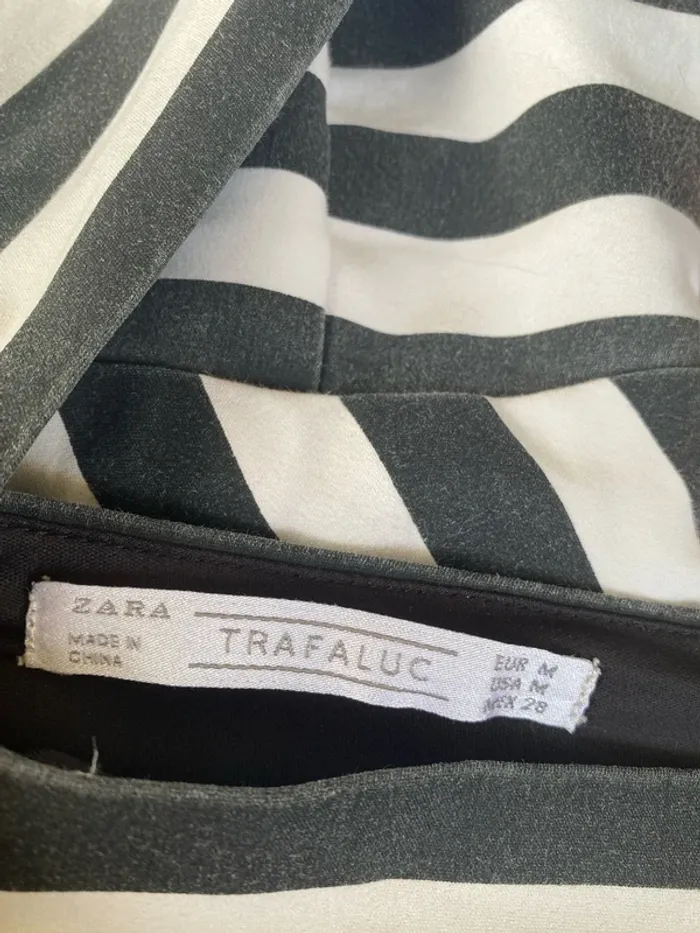 ZARA
MADE IN
CHINA
TRAFALUC
EUR M
USA M
MEX 28